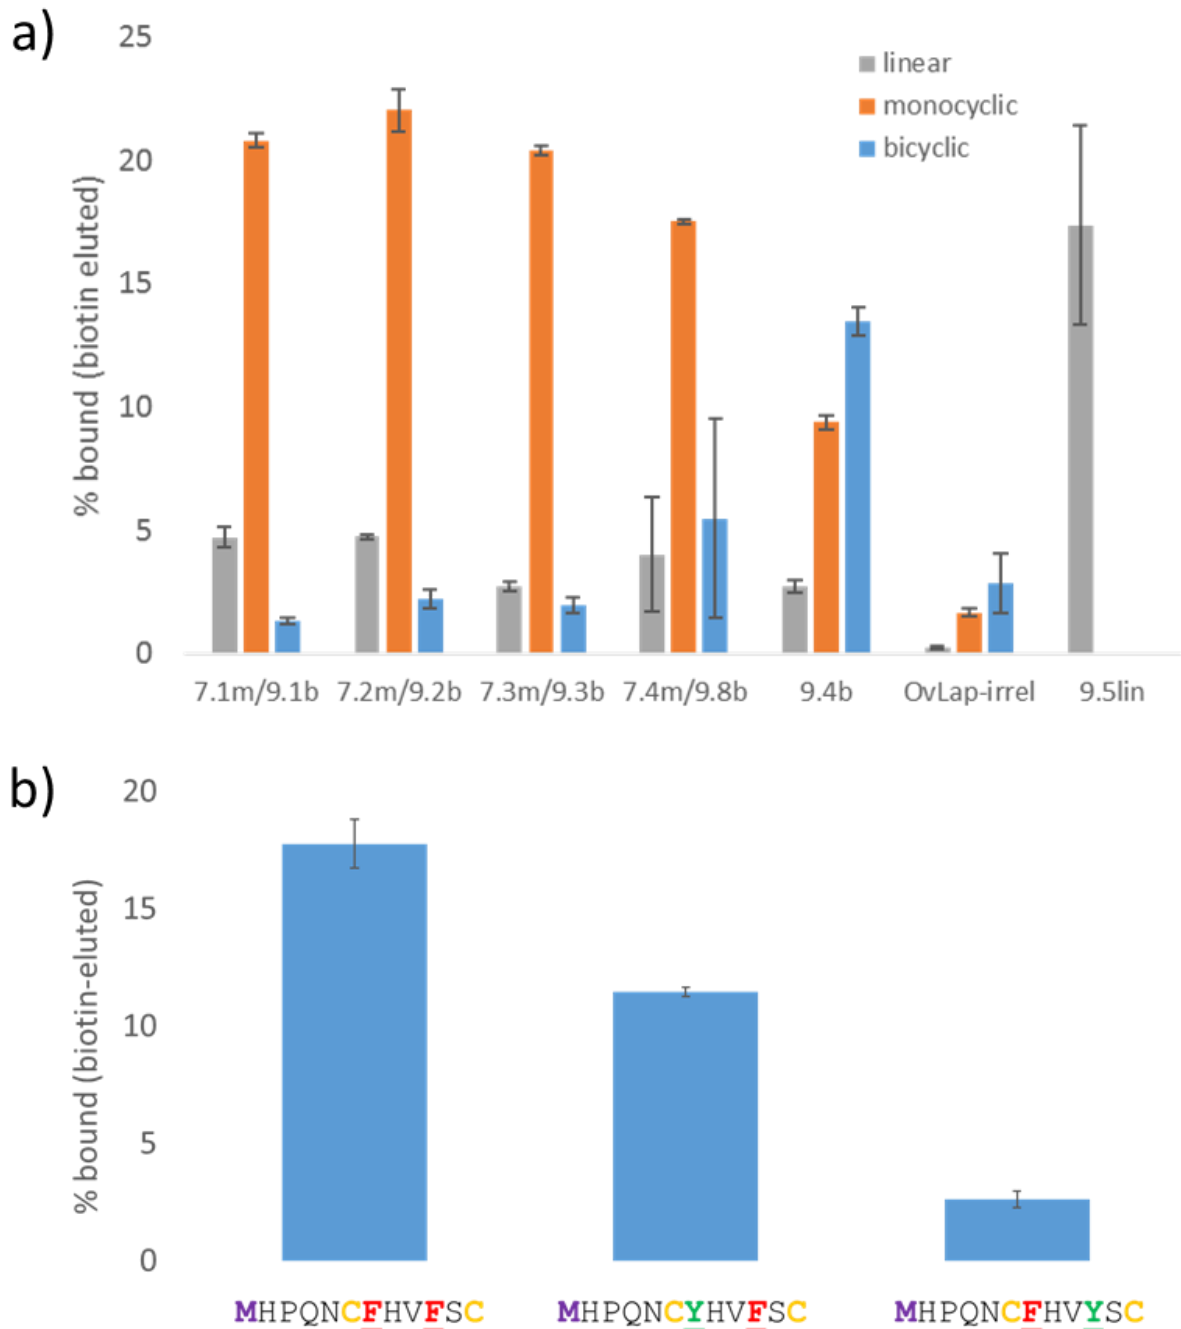 a)
25
20
15
10
5
0
% bound (biotin eluted)
linear
monocyclic
bicyclic
7.1m/9.1b 7.2m/9.2b 7.3m/9.3b 7.4m/9.8b 9.4b OvLap-irrel 9.5lin
b)
20
15
10
5
0
% bound (biotin-eluted)
MHPQNCFHVFSC MHPQNCYHVFSC MHPQNCFHVYSC